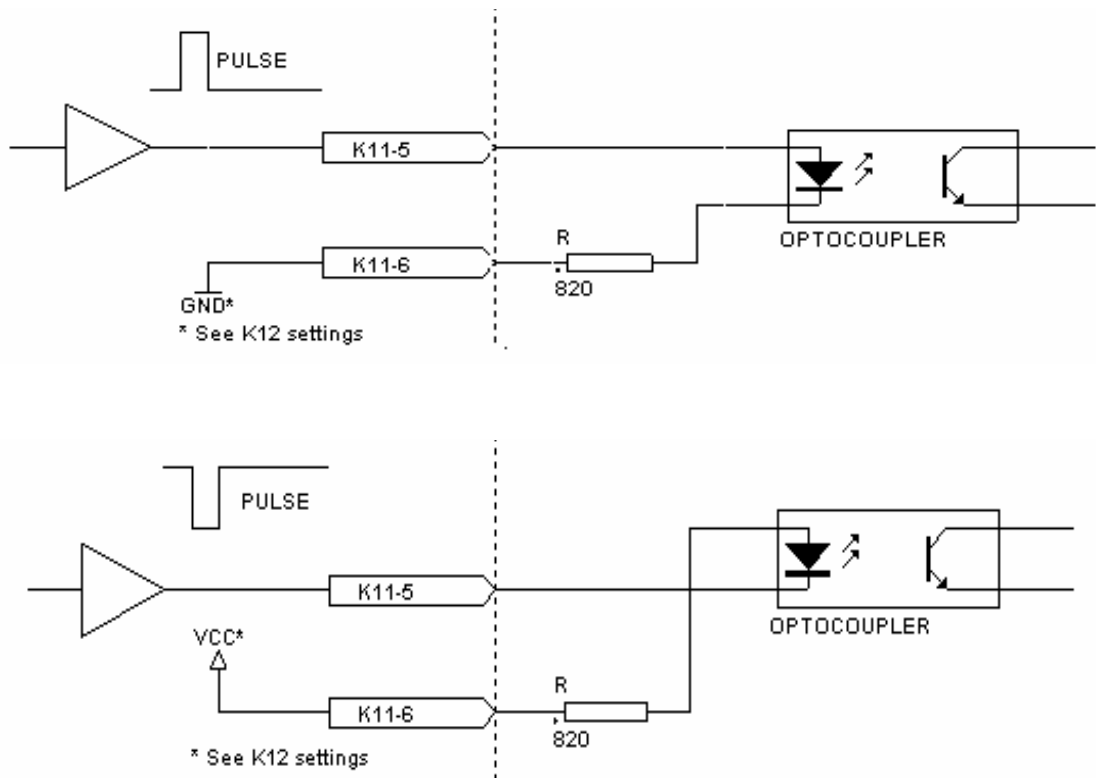 PULSE
K11-5
OPTOCOUPLER
K11-6
R
820
GND*
* See K12 settings
PULSE
K11-5
OPTOCOUPLER
VCC*
K11-6
R
820
* See K12 settings